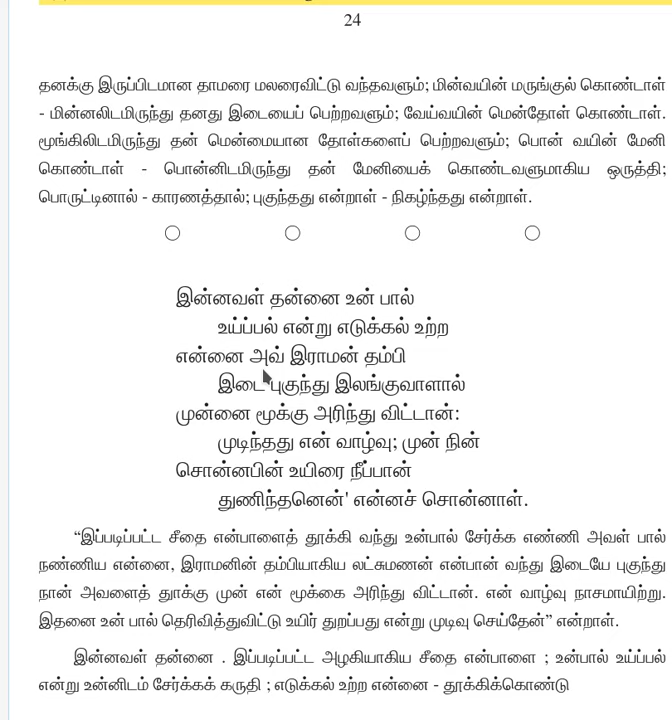 24
தனக்கு இருப்பிடமான தாமரை மலரைவிட்டு வந்தவளும்; மின்வயின் மருங்குல் கொண்டாள்
- மின்னலிடமிருந்து தனது இடையைப் பெற்றவளும்; வேய்வயின் மென்தோள் கொண்டாள்.
மூங்கிலிடமிருந்து தன் மென்மையான தோள்களைப் பெற்றவளும்; பொன் வயின் மேனி
கொண்டாள் - பொன்னிடமிருந்து தன் மேனியைக் கொண்டவளுமாகிய ஒருத்தி;
பொருட்டினால் - காரணத்தால்; புகுந்தது என்றாள் - நிகழ்ந்தது என்றாள்.
இன்னவள் தன்னை உன் பால்
உய்ப்பல் என்று எடுக்கல் உற்ற
என்னை அவ் இராமன் தம்பி
இடை புகுந்து இலங்குவாளால்
முன்னை மூக்கு அரிந்து விட்டான்:
முடிந்தது என் வாழ்வு; முன் நின்
சொன்னபின் உயிரை நீப்பான்
துணிந்தனென்' என்னச் சொன்னாள்.
“இப்படிப்பட்ட சீதை என்பாளைத் தூக்கி வந்து உன்பால் சேர்க்க எண்ணி அவள் பால்
நண்ணிய என்னை, இராமனின் தம்பியாகிய லட்சுமணன் என்பான் வந்து இடையே புகுந்து
நான் அவளைத் தூக்கு முன் என் மூக்கை அரிந்து விட்டான். என் வாழ்வு நாசமாயிற்று.
இதனை உன் பால் தெரிவித்துவிட்டு உயிர் துறப்பது என்று முடிவு செய்தேன்” என்றாள்.
இன்னவள் தன்னை . இப்படிப்பட்ட அழகியாகிய சீதை என்பாளை ; உன்பால் உய்ப்பல்
என்று உன்னிடம் சேர்க்கக் கருதி ; எடுக்கல் உற்ற என்னை - தூக்கிக்கொண்டு